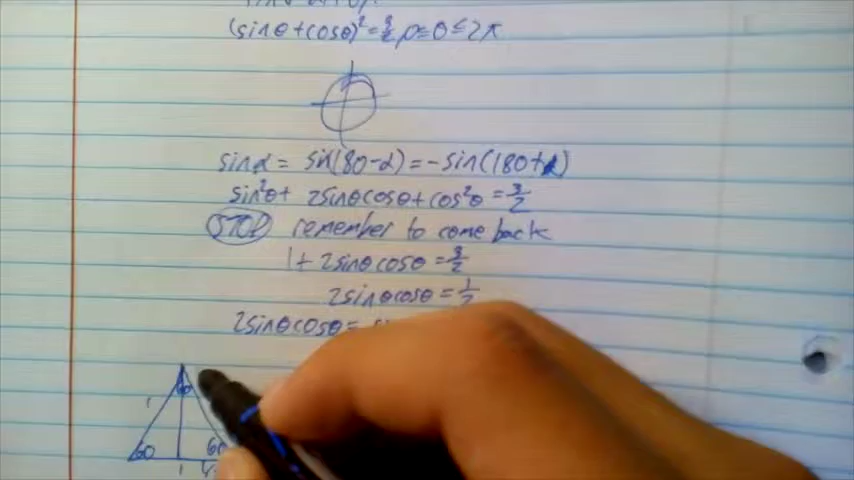 (sinθ+cosθ)²=3/2, 0≤θ≤2π
sinα = sin(180-α)=-sin(180+α)
sin²θ+ 2sinθcosθ+cos²θ=3/2
STOP remember to come back
1+2sinθcosθ=3/2
2sinθcosθ=1/2
2sinθcosθ=
60
1
60
60
1